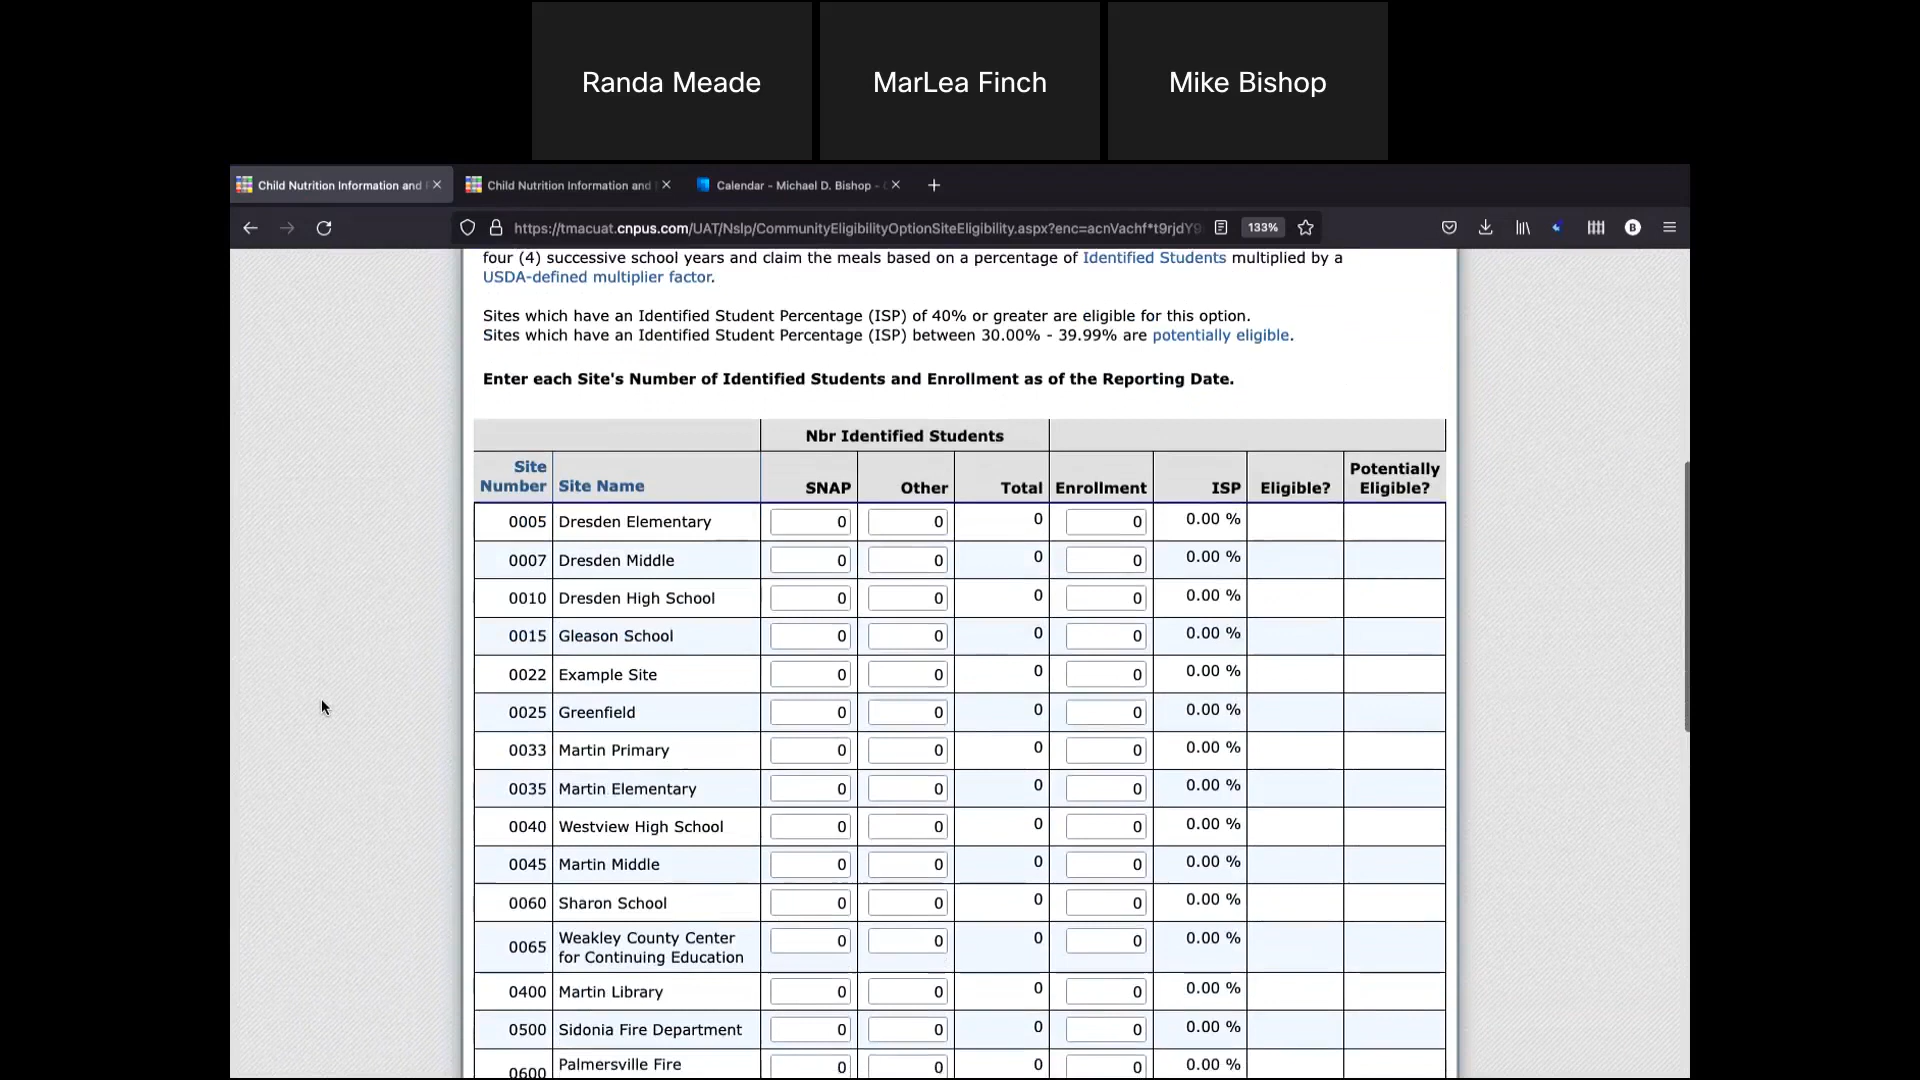 Randa Meade
MarLea Finch
Mike Bishop
Child Nutrition Information and
Child Nutrition Information and
Calendar - Michael D. Bishop -
https://tmacuat.cnpus.com/UAT/Nslp/CommunityEligibilityOptionSiteEligibility.aspx?enc=acnVachf*t9rjdY9
133%
B
four (4) successive school years and claim the meals based on a percentage of Identified Students multiplied by a
USDA-defined multiplier factor.
Sites which have an Identified Student Percentage (ISP) of 40% or greater are eligible for this option.
Sites which have an Identified Student Percentage (ISP) between 30.00% - 39.99% are potentially eligible.
Enter each Site's Number of Identified Students and Enrollment as of the Reporting Date.
Nbr Identified Students
Site Number Site Name SNAP Other Total Enrollment ISP Eligible? Potentially Eligible?
0005 Dresden Elementary 0 0 0 0 0.00 %
0007 Dresden Middle 0 0 0 0 0.00 %
0010 Dresden High School 0 0 0 0 0.00 %
0015 Gleason School 0 0 0 0 0.00 %
0022 Example Site 0 0 0 0 0.00 %
0025 Greenfield 0 0 0 0 0.00 %
0033 Martin Primary 0 0 0 0 0.00 %
0035 Martin Elementary 0 0 0 0 0.00 %
0040 Westview High School 0 0 0 0 0.00 %
0045 Martin Middle 0 0 0 0 0.00 %
0060 Sharon School 0 0 0 0 0.00 %
0065 Weakley County Center for Continuing Education 0 0 0 0 0.00 %
0400 Martin Library 0 0 0 0 0.00 %
0500 Sidonia Fire Department 0 0 0 0 0.00 %
0600 Palmersville Fire 0 0 0 0 0.00 %